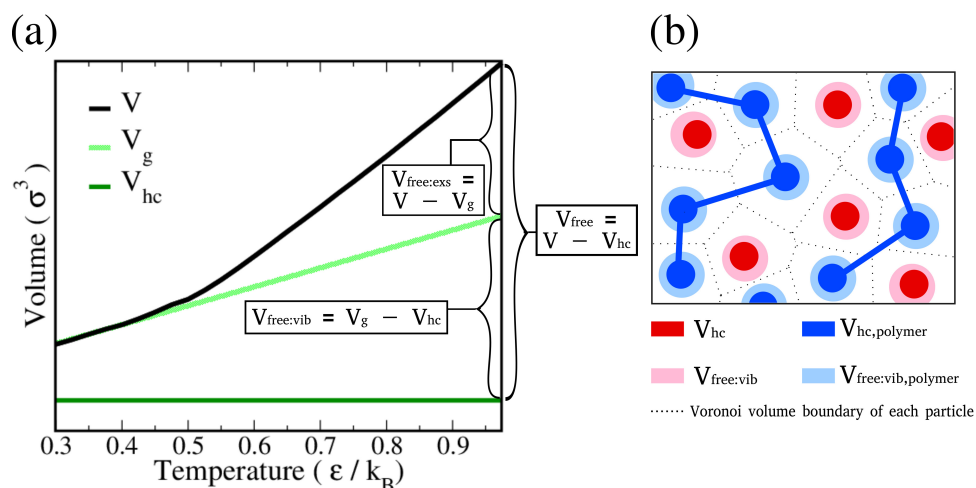 (a)
(b)
V
Vg
Vhc
Vfree:exs =
V − Vg
Vfree =
V − Vhc
Vfree:vib = Vg − Vhc
Volume ( σ³ )
0.3 0.4 0.5 0.6 0.7 0.8 0.9
Temperature ( ε / kB )
Vhc
Vhc,polymer
Vfree:vib
Vfree:vib,polymer
Voronoi volume boundary of each particle